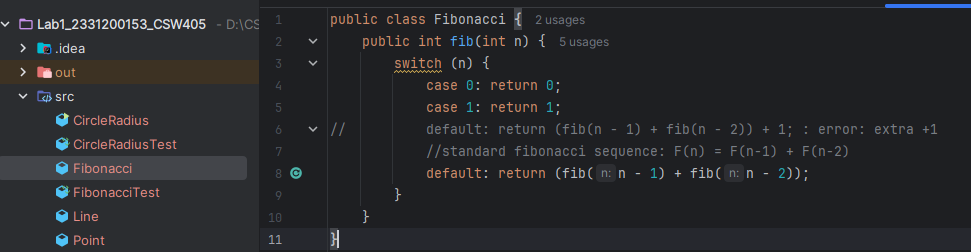 Lab1_2331200153_CSW405 - D:\CS
.idea
out
src
CircleRadius
CircleRadiusTest
Fibonacci
FibonacciTest
Line
Point
1 public class Fibonacci { 2 usages
2 public int fib(int n) { 5 usages
3 switch (n) {
4 case 0: return 0;
5 case 1: return 1;
6 // default: return (fib(n - 1) + fib(n - 2)) + 1; : error: extra +1
7 //standard fibonacci sequence: F(n) = F(n-1) + F(n-2)
8 default: return (fib( n: n - 1) + fib( n: n - 2));
9 }
10 }
11 }